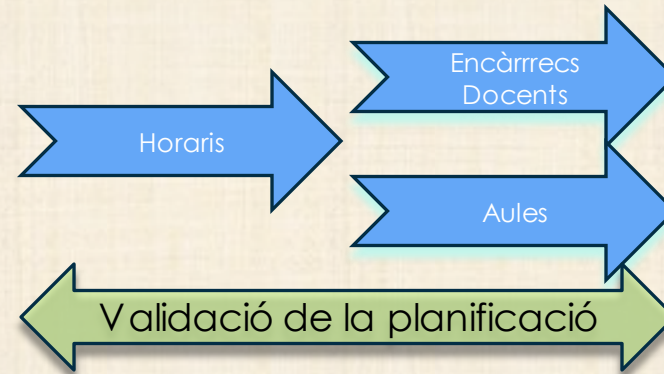 Encàrrrecs
Docents
Horaris
Aules
Validació de la planificació